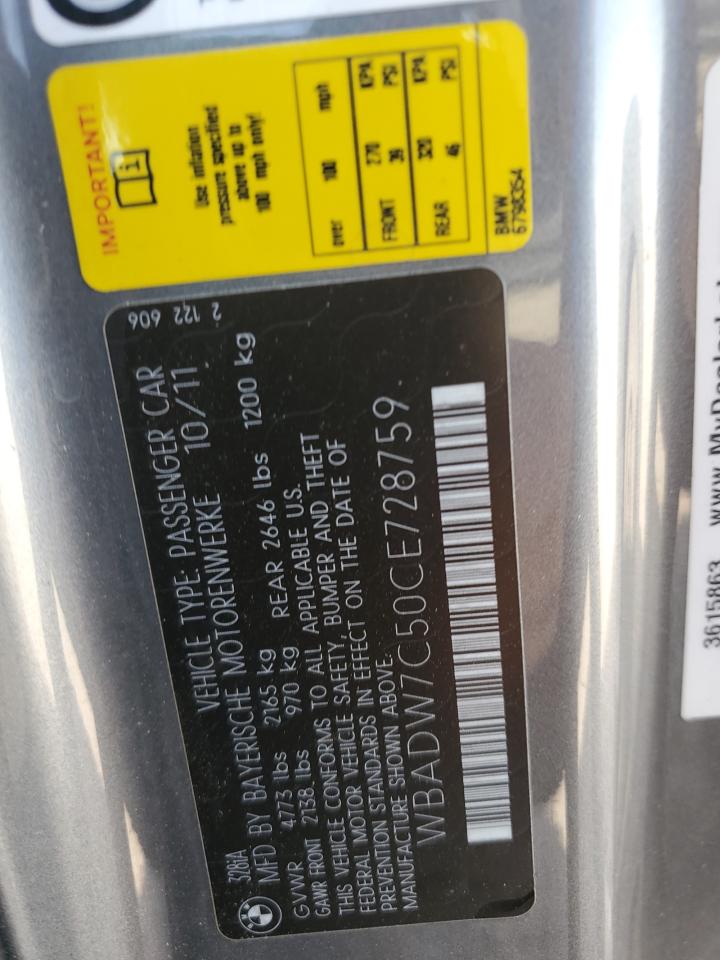 IMPORTANT!
Use inflation
pressure specified
above up to
100 mph only!
over 100 mph
KPA PSI KPA PSI
FRONT 270 39
REAR 320 46
BMW
6798354
2 122 606
328iA
VEHICLE TYPE: PASSENGER CAR
MFD BY BAYERISCHE MOTORENWERKE 10/11
GVWR 4773 lbs 2165 kg
GAWR FRONT 2138 lbs 970 kg REAR 2646 lbs 1200 kg
THIS VEHICLE CONFORMS TO ALL APPLICABLE U.S.
FEDERAL MOTOR VEHICLE SAFETY, BUMPER AND THEFT
PREVENTION STANDARDS IN EFFECT ON THE DATE OF
MANUFACTURE SHOWN ABOVE.
WBADW7C50CE728759
3615863 www.MyDealer